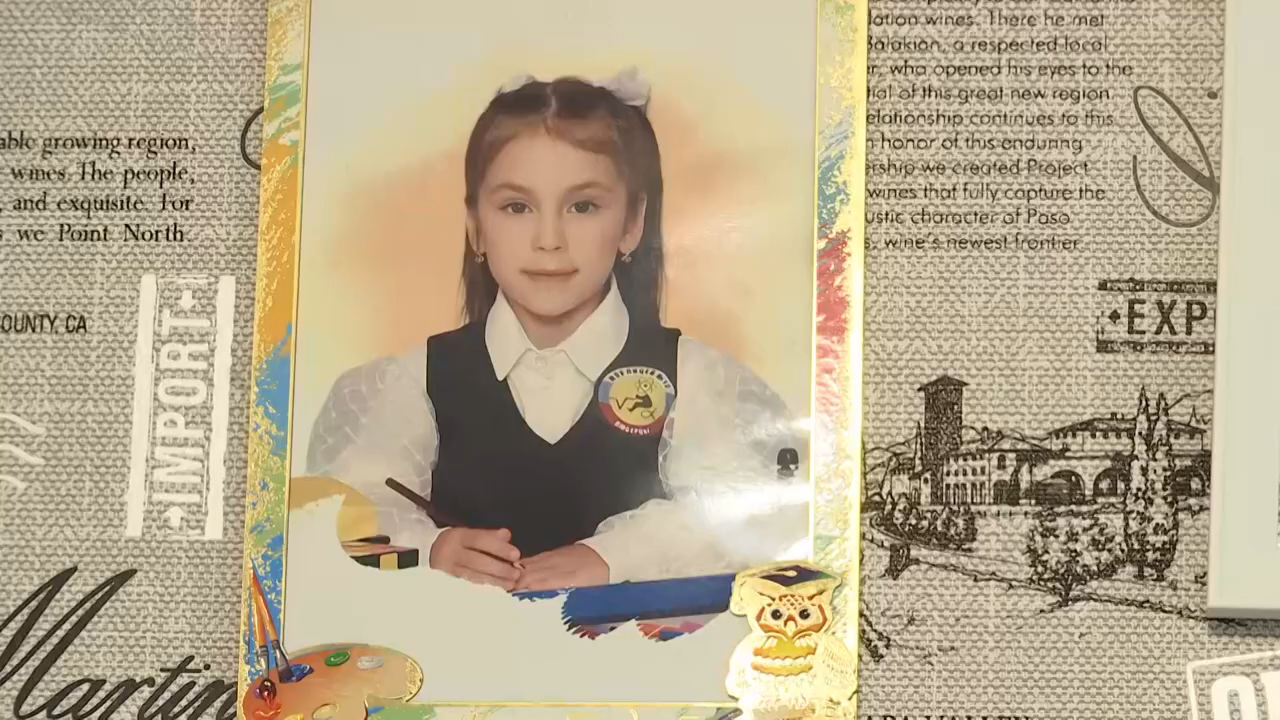 able growing region,
wines. The people,
, and exquisite. For
we Point North.
OUNTY, CA
IMPORT
Martin
lation wines. There he met
Balakian, a respected local
r, who opened his eyes to the
tial of this great new region.
elationship continues to this
n honor of this enduring
ership we created Project
wines that fully capture the
ustic character of Paso
s, wine's newest frontier.
EXP